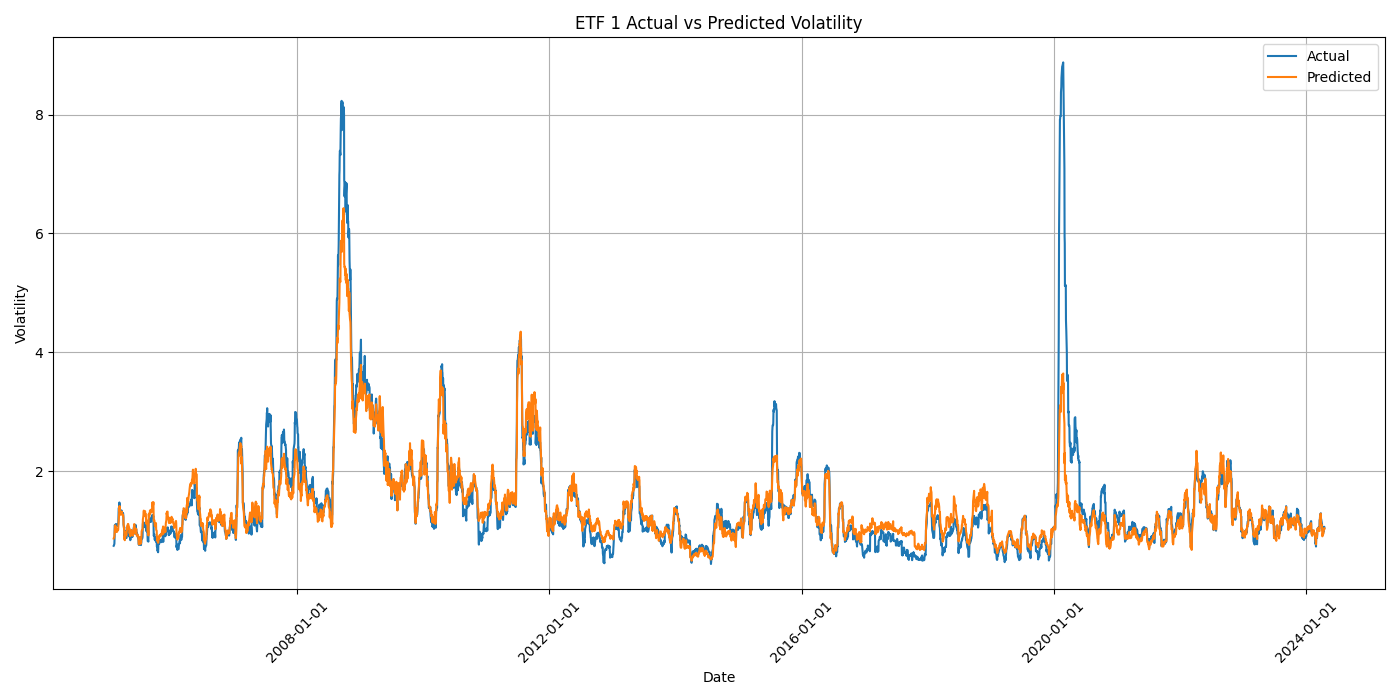 ETF 1 Actual vs Predicted Volatility
Actual
Predicted
Volatility
8
6
4
2
2008-01-01
2012-01-01
2016-01-01
2020-01-01
2024-01-01
Date